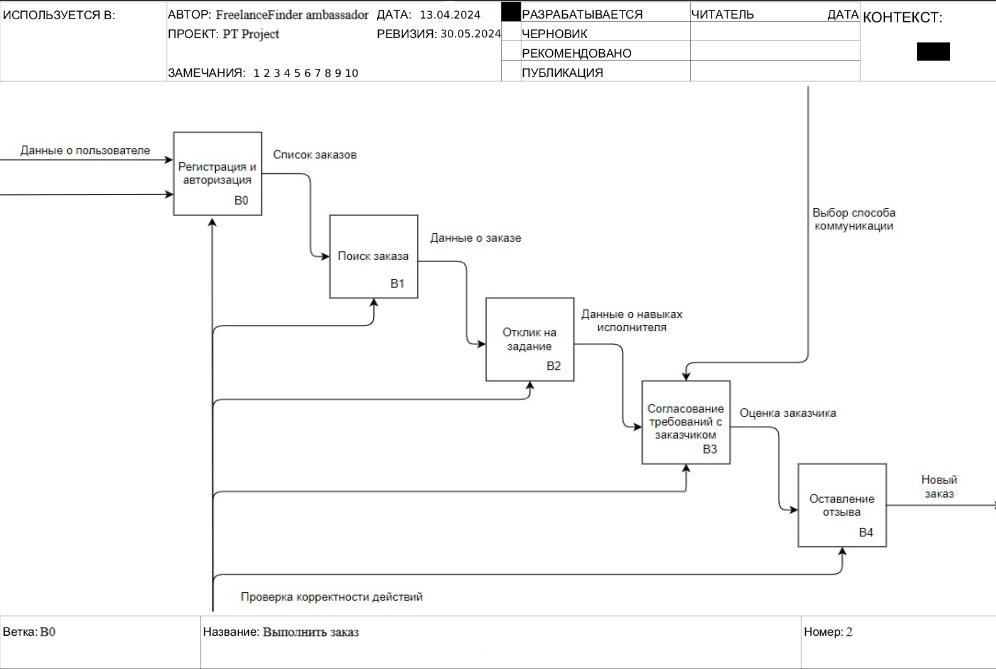 ИСПОЛЬЗУЕТСЯ В:
АВТОР: FreelanceFinder ambassador ДАТА: 13.04.2024
ПРОЕКТ: PT Project РЕВИЗИЯ: 30.05.2024
ЗАМЕЧАНИЯ: 1 2 3 4 5 6 7 8 9 10
РАЗРАБАТЫВАЕТСЯ
ЧЕРНОВИК
РЕКОМЕНДОВАНО
ПУБЛИКАЦИЯ
ЧИТАТЕЛЬ ДАТА
КОНТЕКСТ:
Данные о пользователе
Регистрация и
авторизация
B0
Список заказов
Поиск заказа
B1
Данные о заказе
Отклик на
задание
B2
Данные о навыках
исполнителя
Выбор способа
коммуникации
Согласование
требований с
заказчиком
B3
Оценка заказчика
Оставление
отзыва
B4
Новый
заказ
Проверка корректности действий
Ветка: B0
Название: Выполнить заказ
Номер: 2